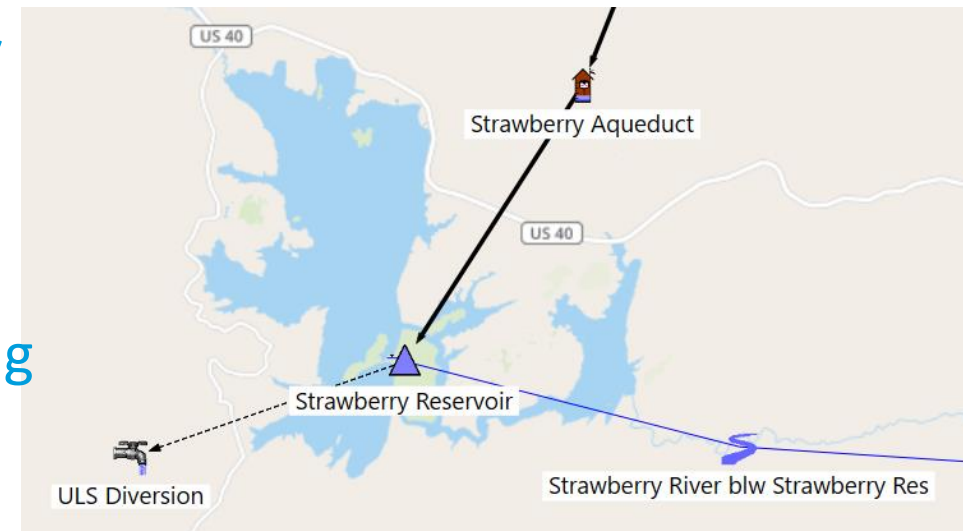 US 40
Strawberry Aqueduct
US 40
g
Strawberry Reservoir
ULS Diversion
Strawberry River blw Strawberry Res